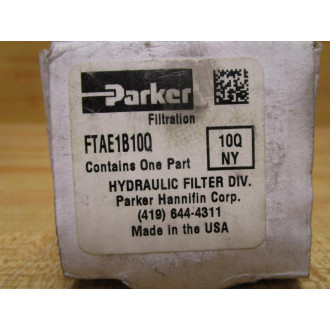 Parker
Filtration
FTAE1B10Q
Contains One Part
10Q
NY
HYDRAULIC FILTER DIV.
Parker Hannifin Corp.
(419) 644-4311
Made in the USA